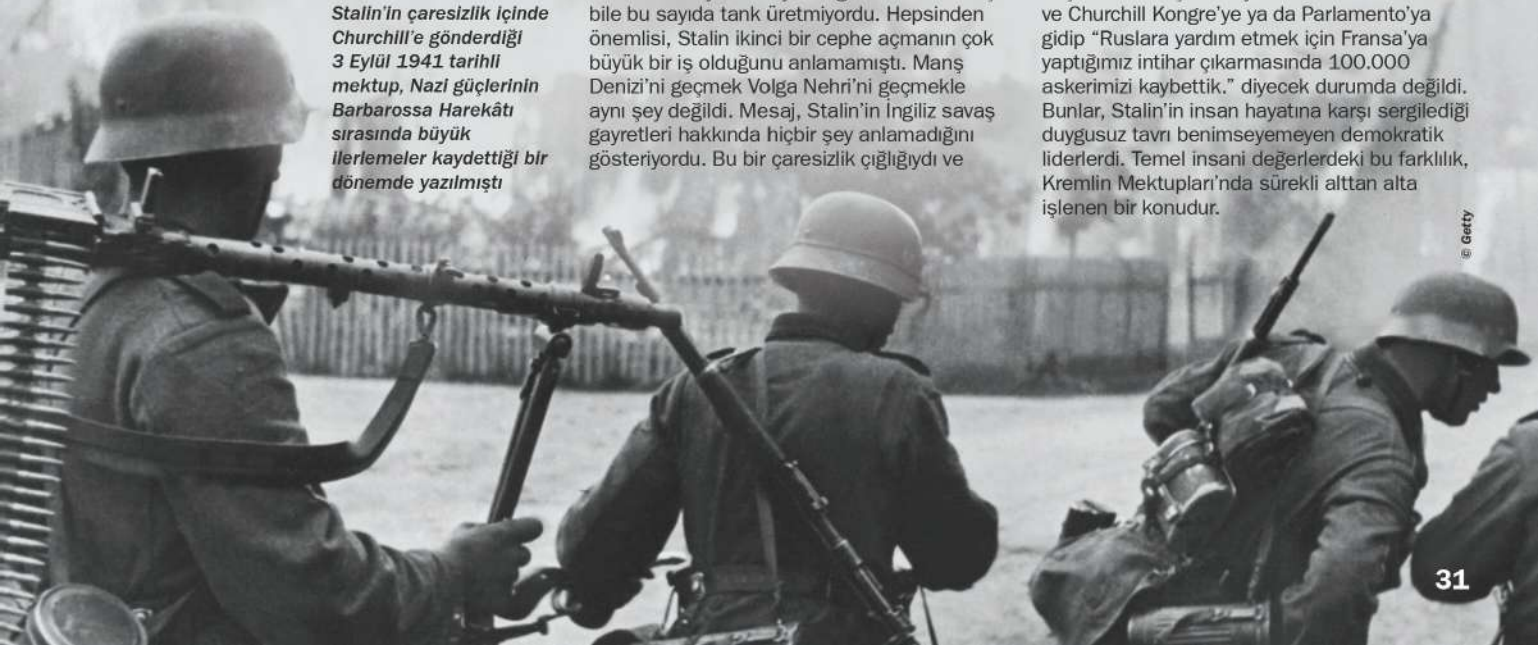 Stalin’in çaresizlik içinde
Churchill’e gönderdiği
3 Eylül 1941 tarihli
mektup, Nazi güçlerinin
Barbarossa Harekâtı
sırasında büyük
ilerlemeler kaydettiği bir
dönemde yazılmıştı
bile bu sayıda tank üretmiyordu. Hepsinden
önemlisi, Stalin ikinci bir cephe açmanın çok
büyük bir iş olduğunu anlamamıştı. Manş
Denizi’ni geçmek Volga Nehri’ni geçmekle
aynı şey değildi. Mesaj, Stalin’in İngiliz savaş
gayretleri hakkında hiçbir şey anlamadığını
gösteriyordu. Bu bir çaresizlik çığlığıydı ve
ve Churchill Kongre’ye ya da Parlamento’ya
gidip “Ruslara yardım etmek için Fransa’ya
yaptığımız intihar çıkarmasında 100.000
askerimizi kaybettik.” diyecek durumda değildi.
Bunlar, Stalin’in insan hayatına karşı sergilediği
duygusuz tavrı benimseyemeyen demokratik
liderlerdi. Temel insani değerlerdeki bu farklılık,
Kremlin Mektupları’nda sürekli alttan alta
işlenen bir konudur.
© Getty
31